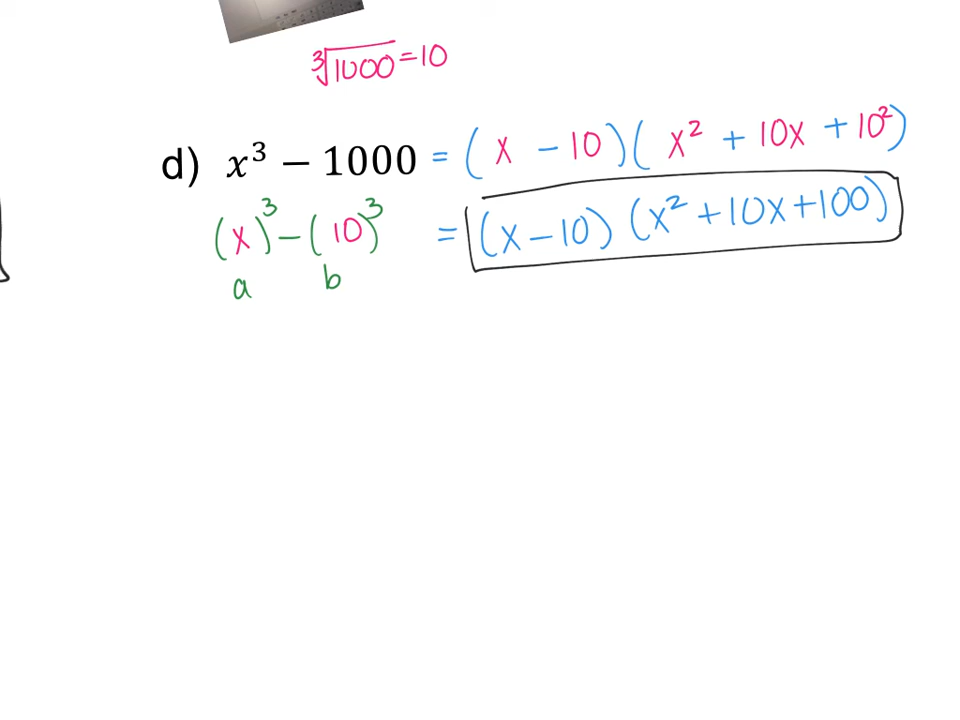 ∛1000 = 10
d) x³ − 1000 = (x − 10)(x² + 10x + 10²)
(x)³ − (10)³ = (x − 10)(x² + 10x + 100)
a b